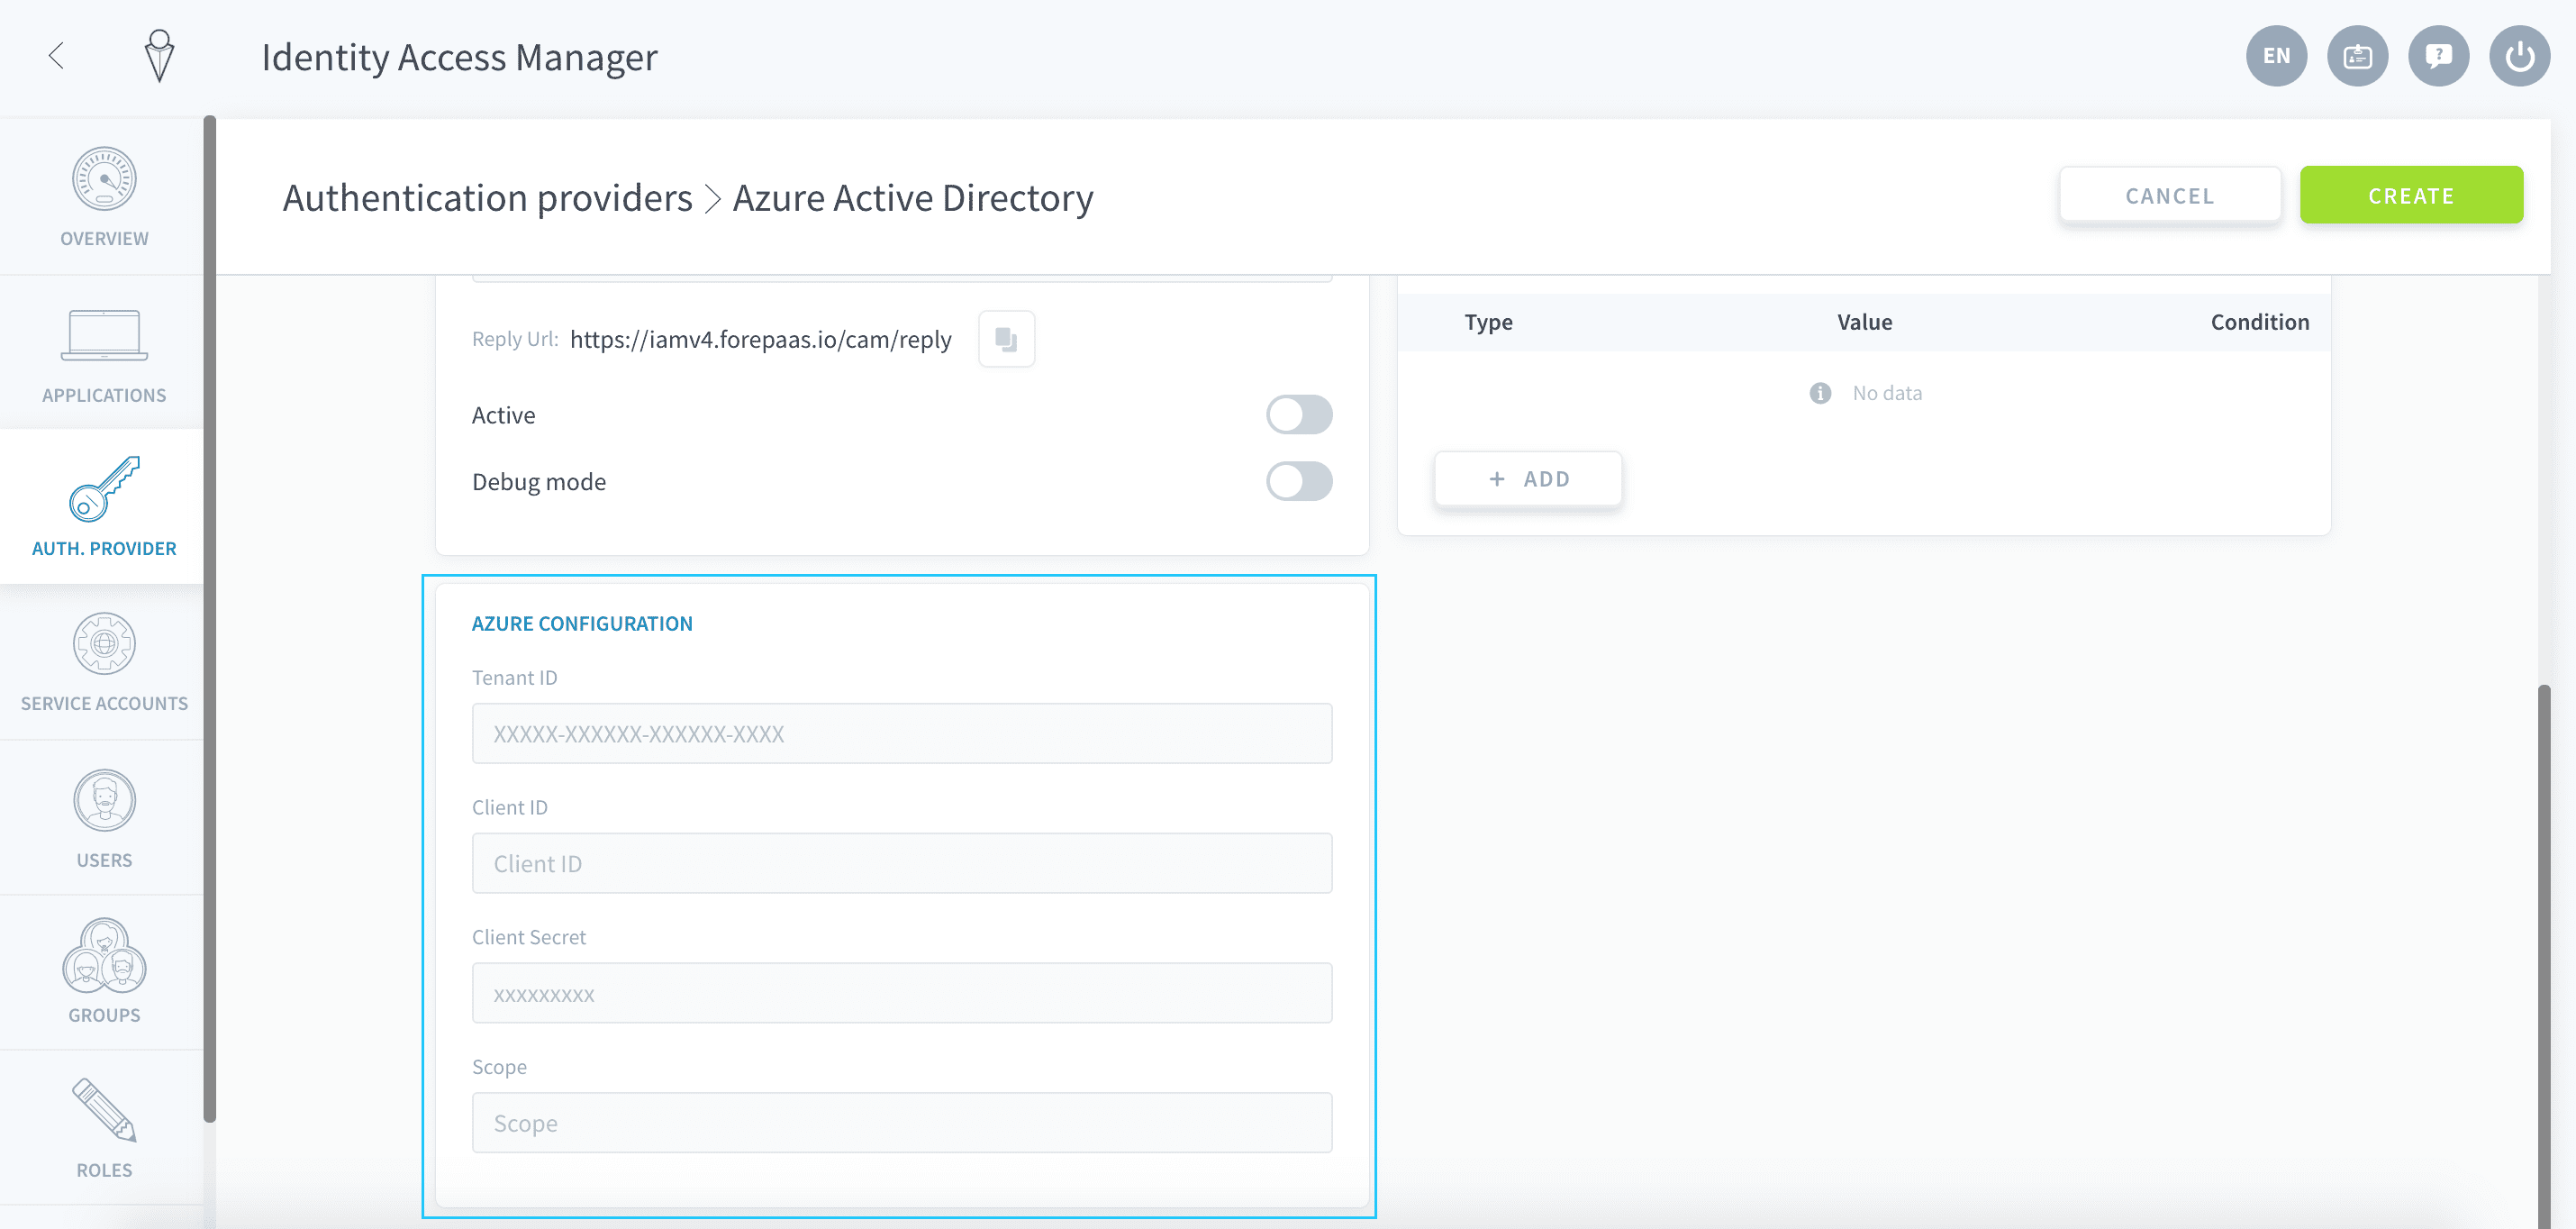 Identity Access Manager
EN
OVERVIEW
APPLICATIONS
AUTH. PROVIDER
SERVICE ACCOUNTS
USERS
GROUPS
ROLES
Authentication providers > Azure Active Directory
CANCEL
CREATE
Reply Url: https://iamv4.forepaas.io/cam/reply
Active
Debug mode
Type Value Condition
No data
+ ADD
AZURE CONFIGURATION
Tenant ID
XXXXX-XXXXXX-XXXXXX-XXXX
Client ID
Client ID
Client Secret
xxxxxxxxx
Scope
Scope